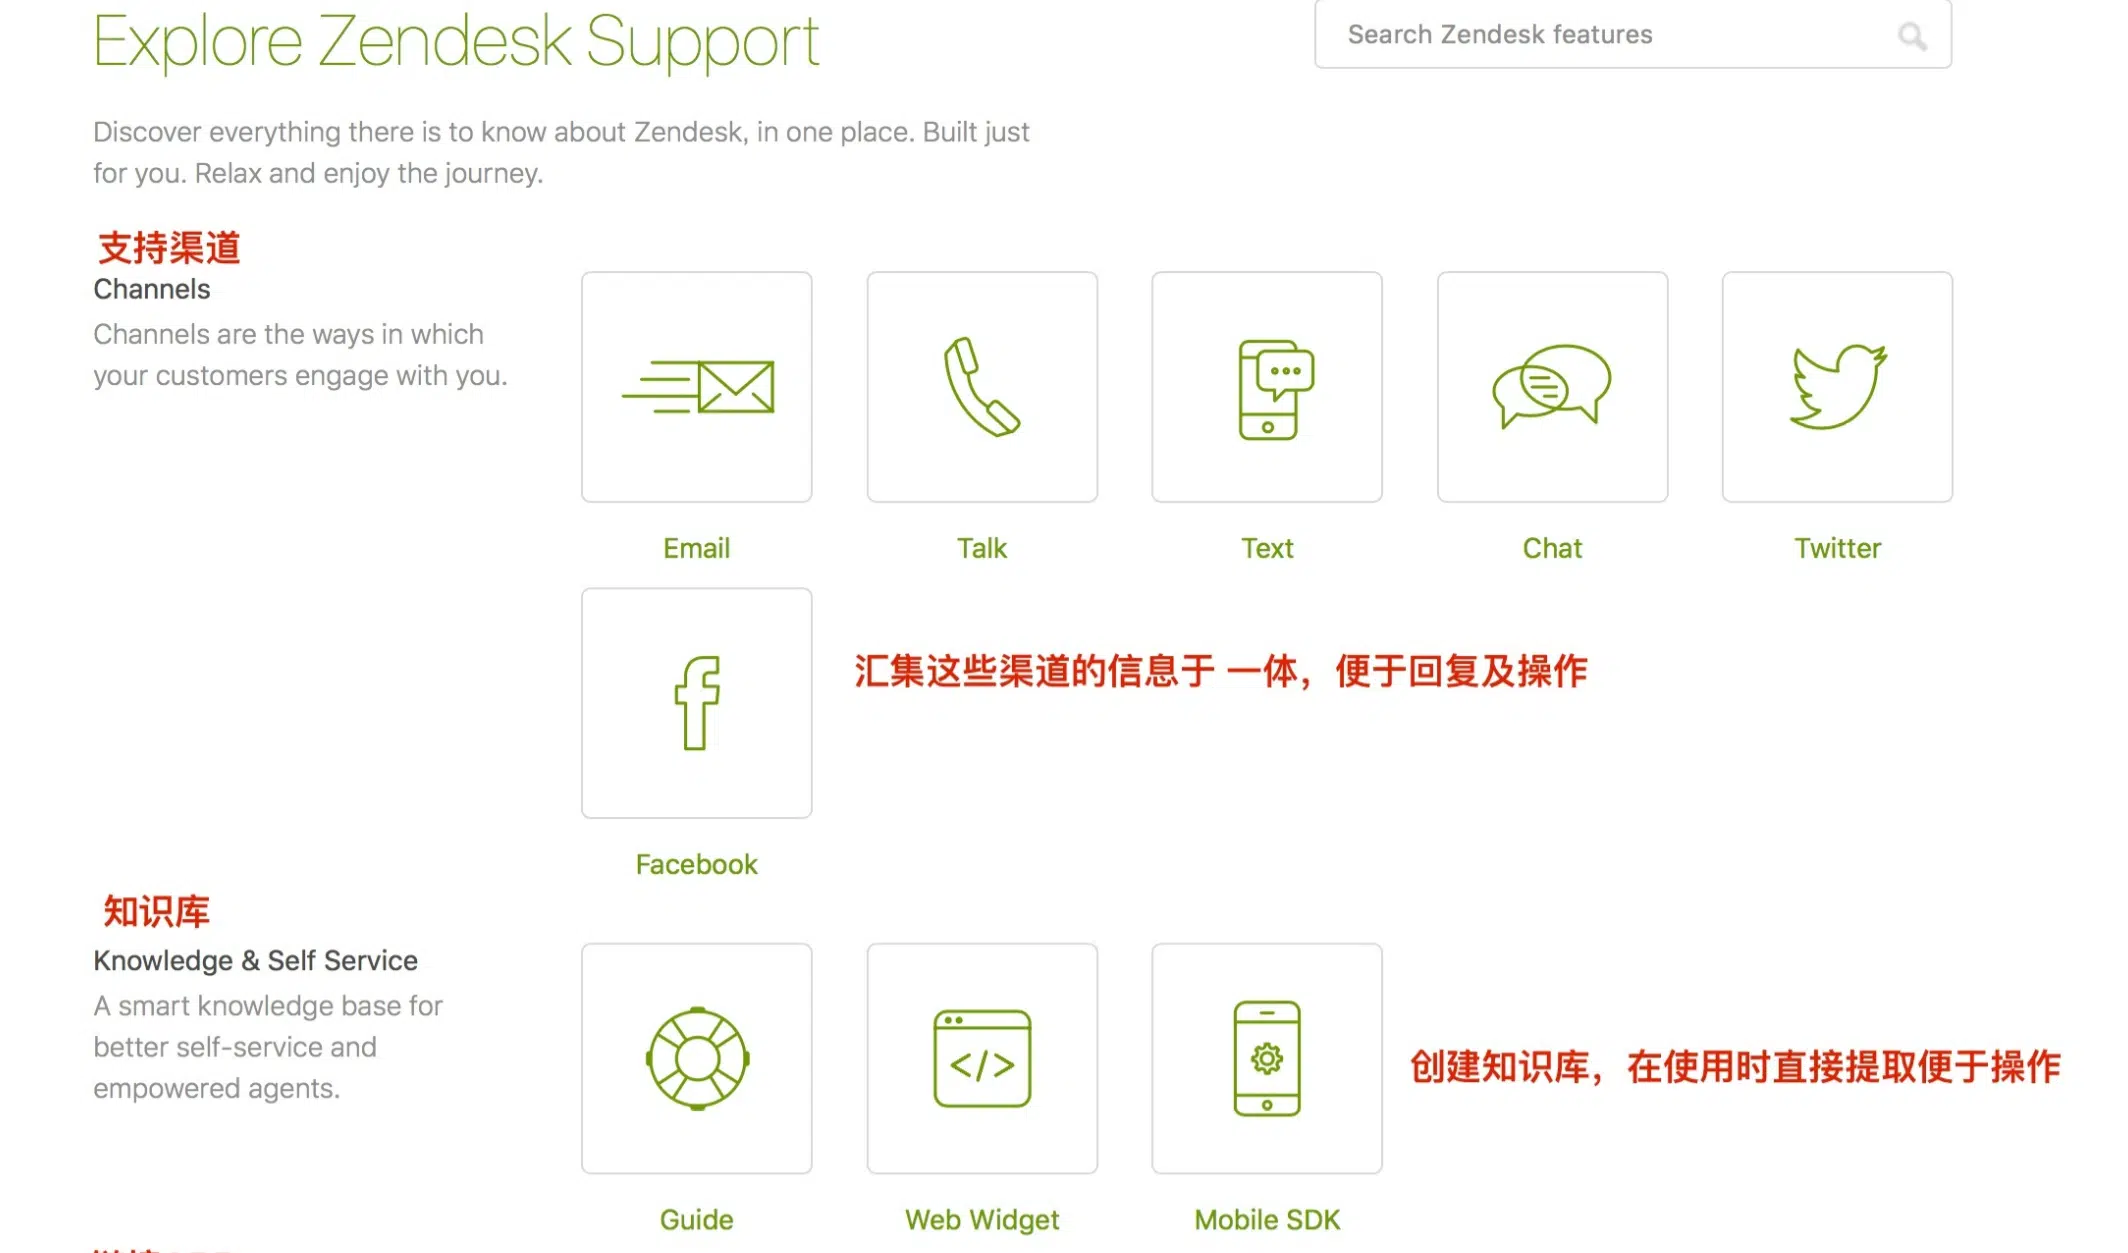 Explore Zendesk Support
Search Zendesk features
Discover everything there is to know about Zendesk, in one place. Built just
for you. Relax and enjoy the journey.
支持渠道
Channels
Channels are the ways in which
your customers engage with you.
Email
Talk
Text
Chat
Twitter
汇集这些渠道的信息于 一体，便于回复及操作
Facebook
知识库
Knowledge & Self Service
A smart knowledge base for
better self-service and
empowered agents.
</>
创建知识库，在使用时直接提取便于操作
Guide
Web Widget
Mobile SDK